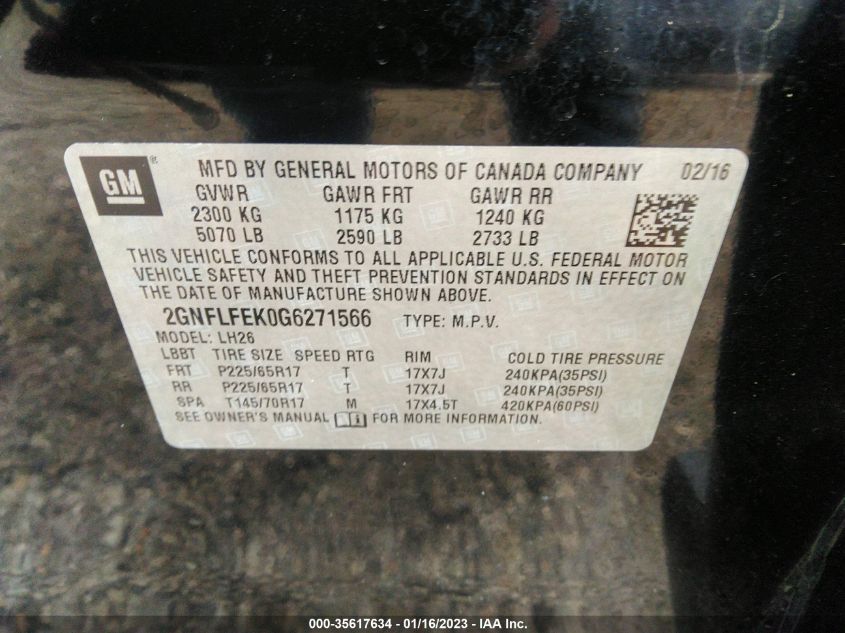 GM ® MFD BY GENERAL MOTORS OF CANADA COMPANY 02/16
GVWR GAWR FRT GAWR RR
2300 KG 1175 KG 1240 KG
5070 LB 2590 LB 2733 LB
THIS VEHICLE CONFORMS TO ALL APPLICABLE U.S. FEDERAL MOTOR
VEHICLE SAFETY AND THEFT PREVENTION STANDARDS IN EFFECT ON
THE DATE OF MANUFACTURE SHOWN ABOVE.
2GNFLFEK0G6271566 TYPE: M.P.V.
MODEL: LH26
LBBT TIRE SIZE SPEED RTG RIM COLD TIRE PRESSURE
FRT P225/65R17 T 17X7J 240KPA(35PSI)
RR P225/65R17 T 17X7J 240KPA(35PSI)
SPA T145/70R17 M 17X4.5T 420KPA(60PSI)
SEE OWNER'S MANUAL FOR MORE INFORMATION.
000-35617634 - 01/16/2023 - IAA Inc.